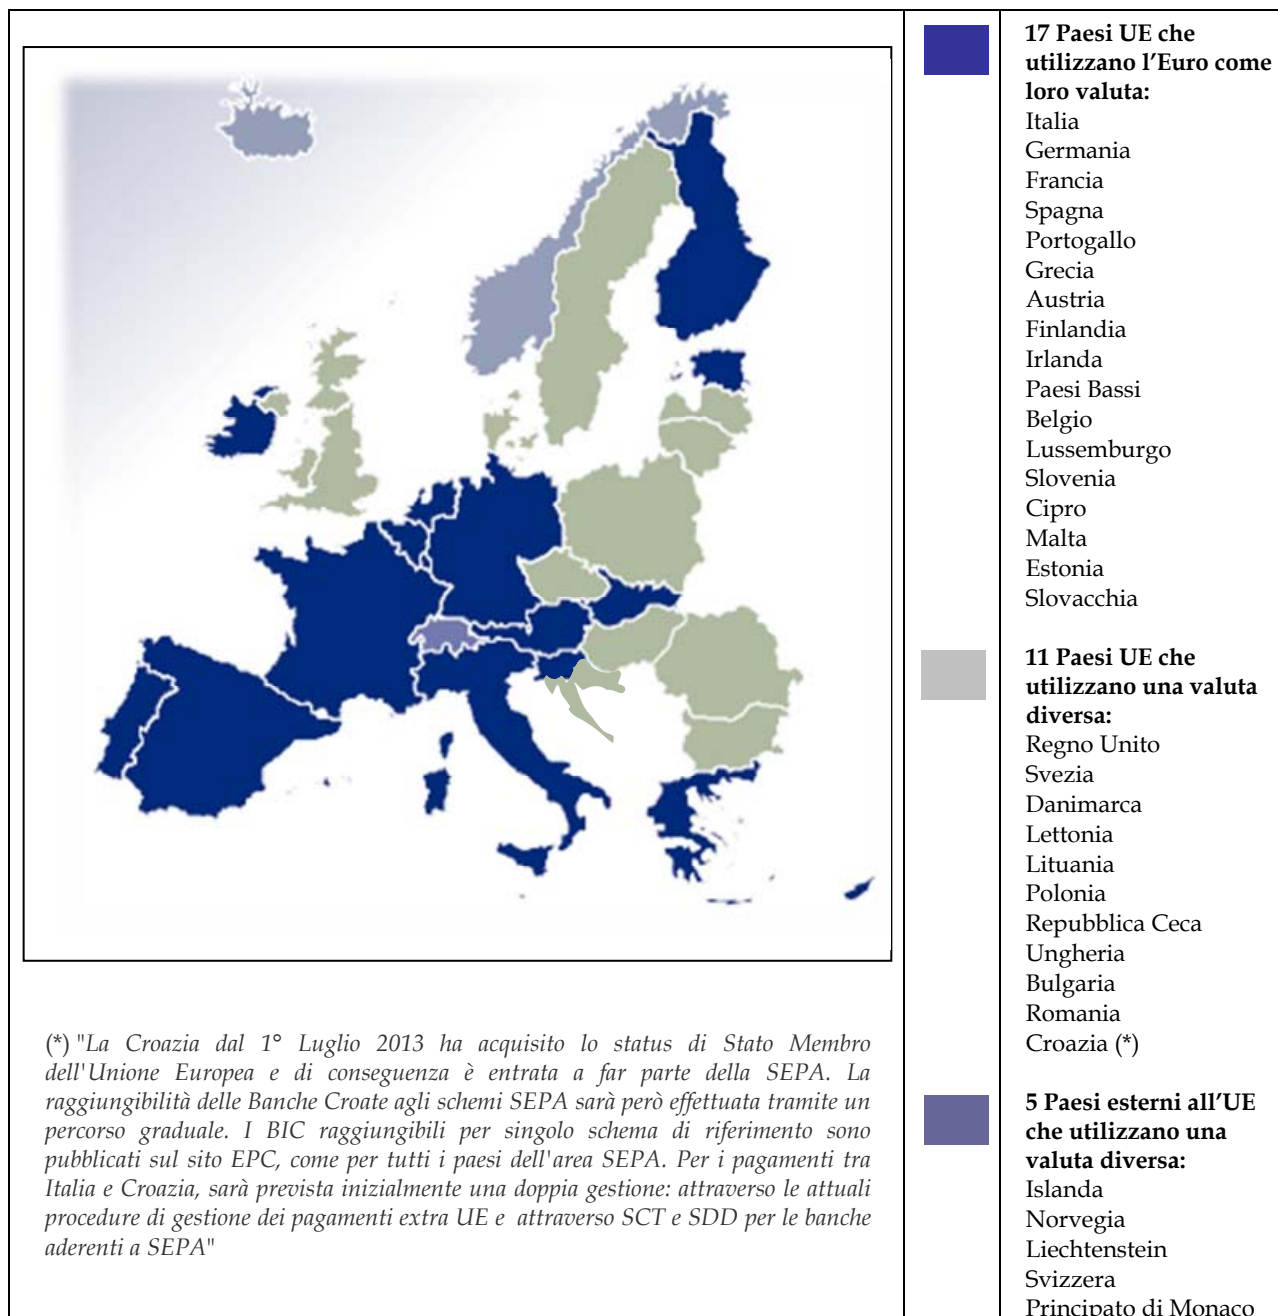 17 Paesi UE che
utilizzano l’Euro come
loro valuta:
Italia
Germania
Francia
Spagna
Portogallo
Grecia
Austria
Finlandia
Irlanda
Paesi Bassi
Belgio
Lussemburgo
Slovenia
Cipro
Malta
Estonia
Slovacchia
11 Paesi UE che
utilizzano una valuta
diversa:
Regno Unito
Svezia
Danimarca
Lettonia
Lituania
Polonia
Repubblica Ceca
Ungheria
Bulgaria
Romania
Croazia (*)
5 Paesi esterni all’UE
che utilizzano una
valuta diversa:
Islanda
Norvegia
Liechtenstein
Svizzera
Principato di Monaco
(*) "La Croazia dal 1° Luglio 2013 ha acquisito lo status di Stato Membro
dell'Unione Europea e di conseguenza è entrata a far parte della SEPA. La
raggiungibilità delle Banche Croate agli schemi SEPA sarà però effettuata tramite un
percorso graduale. I BIC raggiungibili per singolo schema di riferimento sono
pubblicati sul sito EPC, come per tutti i paesi dell'area SEPA. Per i pagamenti tra
Italia e Croazia, sarà prevista inizialmente una doppia gestione: attraverso le attuali
procedure di gestione dei pagamenti extra UE e attraverso SCT e SDD per le banche
aderenti a SEPA"